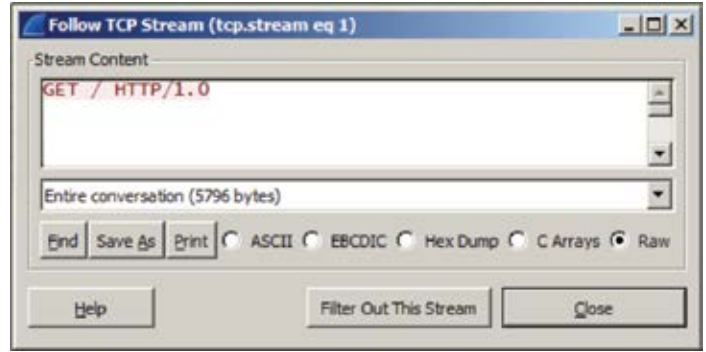 Follow TCP Stream (tcp.stream eq 1)
Stream Content
GET / HTTP/1.0
Entire conversation (5796 bytes)
Find Save As Print ASCII EBCDIC Hex Dump C Arrays Raw
Help Filter Out This Stream Close